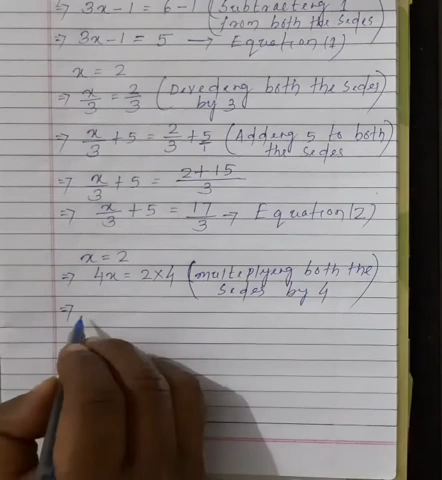 ⇒ 3x-1 = 6-1 (Subtracting 1 from both the sides)
⇒ 3x-1 = 5 → Equation (1)
x = 2
⇒ x/3 = 2/3 (Deveding both the sides by 3)
⇒ x/3 + 5 = 2/3 + 5/1 (Adding 5 to both the sides
⇒ x/3 + 5 = 2+15/3
⇒ x/3 + 5 = 17/3 → Equation (2)
x = 2
⇒ 4x = 2×4 (multiplying both the sides by 4
⇒